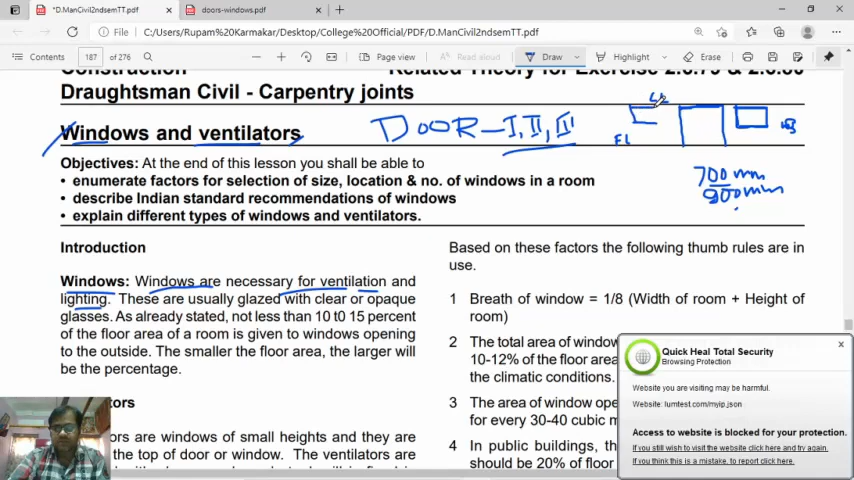 *D.ManCivil2ndsemTT.pdf
doors-windows.pdf
C:/Users/Rupam%20Karmakar/Desktop/College%20Official/PDF/D.ManCivil2ndsemTT.pdf
Contents
187 of 276
Page view
Read aloud
Draw
Highlight
Erase
Construction
Related Theory for Exercise 2.6.79 & 2.6.80
Draughtsman Civil - Carpentry joints
Windows and ventilators
DOOR - I, II, III
FL
700 mm
900 mm
Objectives: At the end of this lesson you shall be able to
• enumerate factors for selection of size, location & no. of windows in a room
• describe Indian standard recommendations of windows
• explain different types of windows and ventilators.
Introduction
Windows: Windows are necessary for ventilation and
lighting. These are usually glazed with clear or opaque
glasses. As already stated, not less than 10 to 15 percent
of the floor area of a room is given to windows opening
to the outside. The smaller the floor area, the larger will
be the percentage.
ors are windows of small heights and they are
the top of door or window. The ventilators are
Based on these factors the following thumb rules are in
use.
1 Breath of window = 1/8 (Width of room + Height of
room)
2 The total area of window
10-12% of the floor area
the climatic conditions.
3 The area of window ope
for every 30-40 cubic m
4 In public buildings, th
should be 20% of floor
Quick Heal Total Security
Browsing Protection
x
Website you are visiting may be harmful.
Website: lumtest.com/myip.json
Access to website is blocked for your protection.
If you still wish to visit the website click here and try again.
If you think this is a mistake, to report click here.